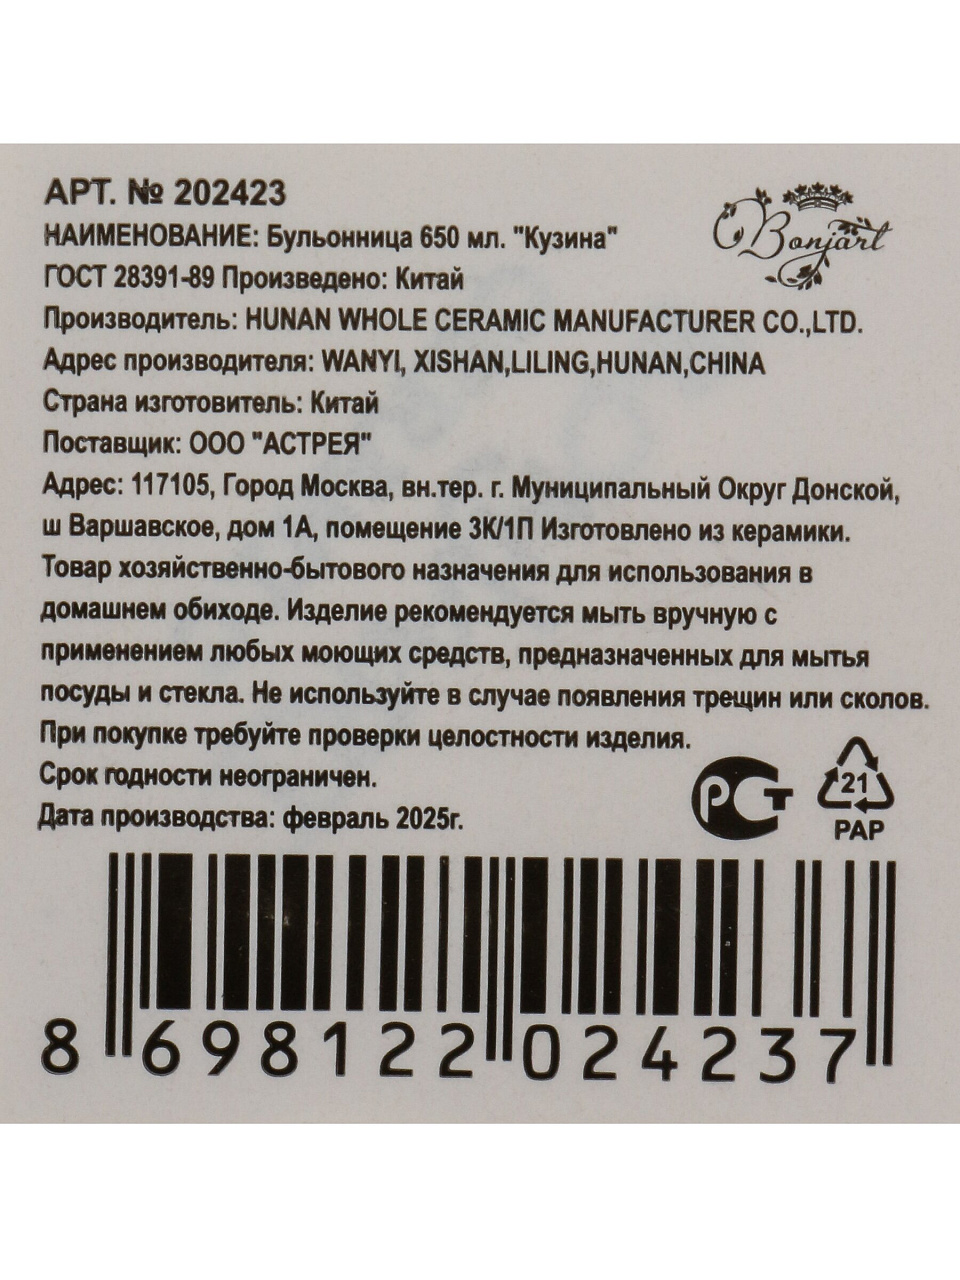 АРТ. № 202423
Bonjart
НАИМЕНОВАНИЕ: Бульонница 650 мл. "Кузина"
ГОСТ 28391-89 Произведено: Китай
Производитель: HUNAN WHOLE CERAMIC MANUFACTURER CO.,LTD.
Адрес производителя: WANYI, XISHAN,LILING,HUNAN,CHINA
Страна изготовитель: Китай
Поставщик: ООО "АСТРЕЯ"
Адрес: 117105, Город Москва, вн.тер. г. Муниципальный Округ Донской,
ш Варшавское, дом 1А, помещение 3К/1П Изготовлено из керамики.
Товар хозяйственно-бытового назначения для использования в
домашнем обиходе. Изделие рекомендуется мыть вручную с
применением любых моющих средств, предназначенных для мытья
посуды и стекла. Не используйте в случае появления трещин или сколов.
При покупке требуйте проверки целостности изделия.
Срок годности неограничен.
Дата производства: февраль 2025г.
РСТ
21
PAP
8 698122 024237